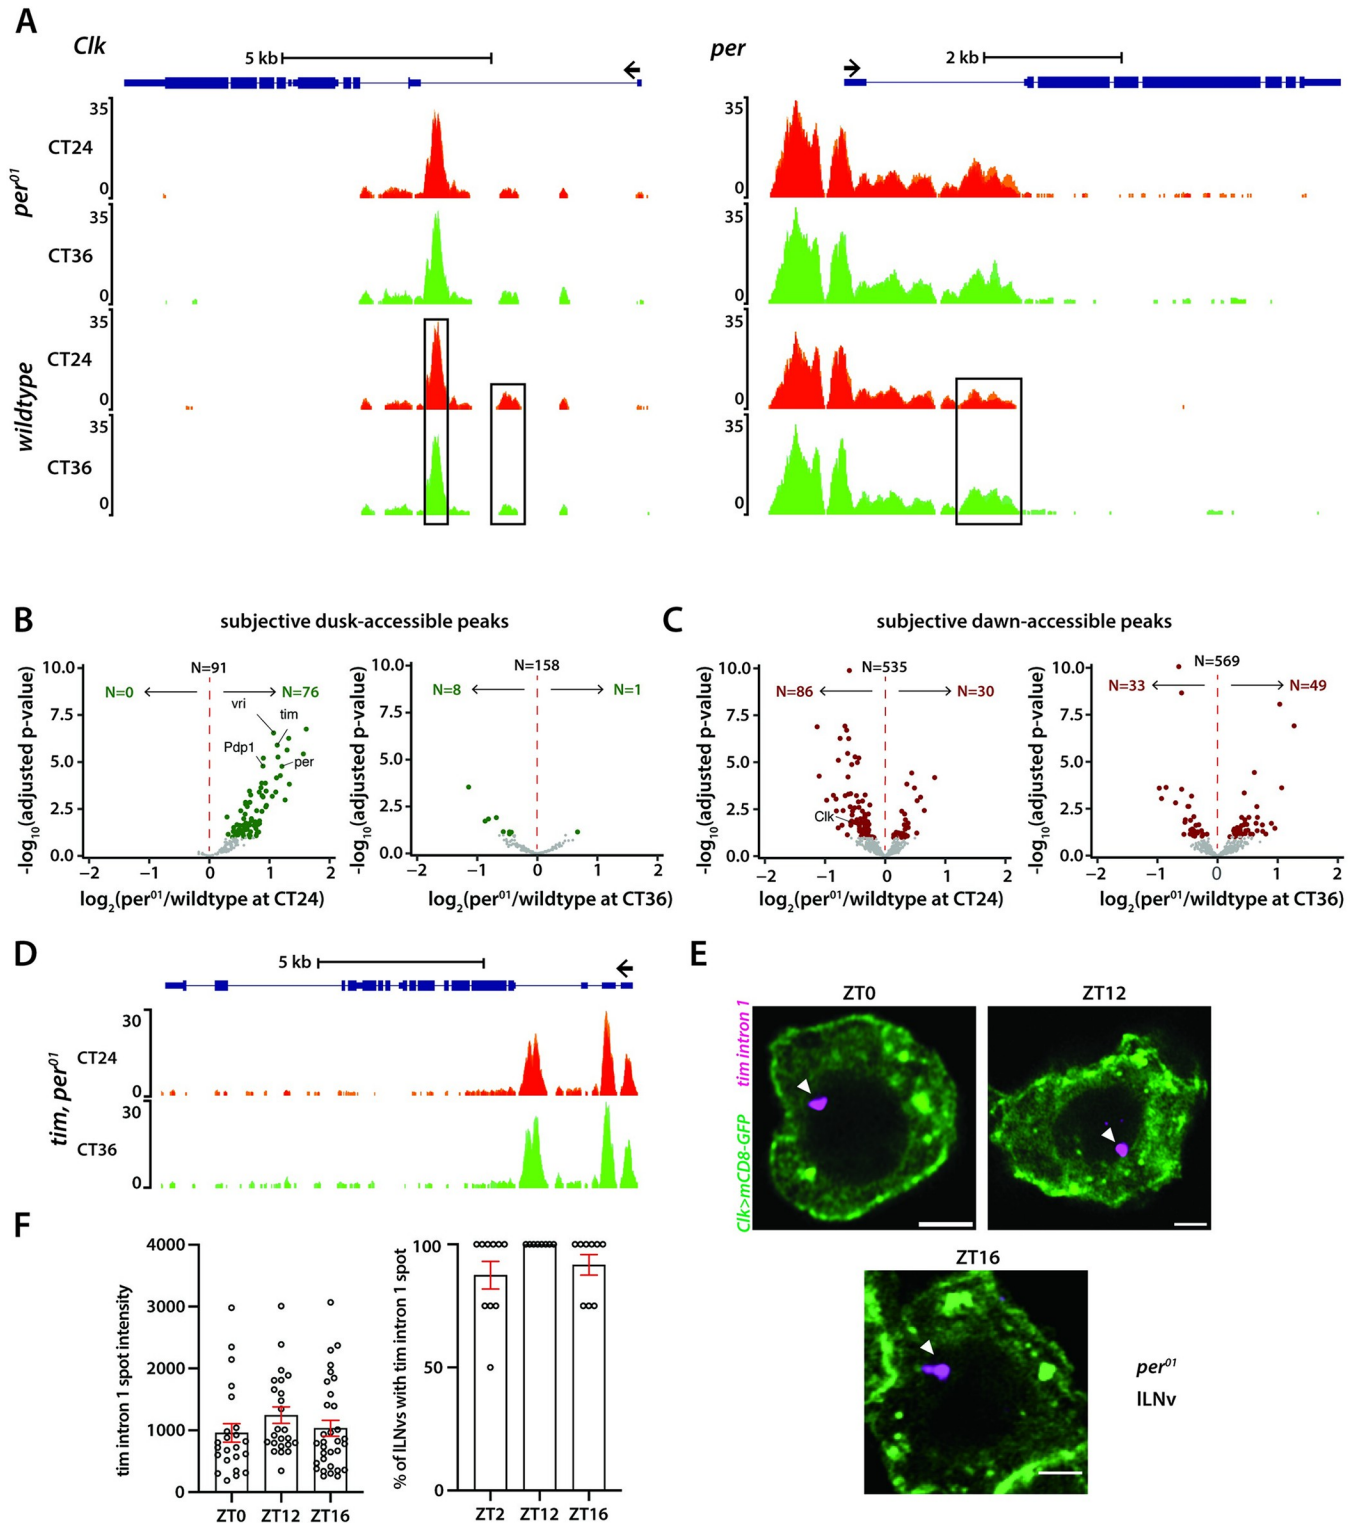 A
Clk
5 kb
per
2 kb
per01
CT24
35
0
35
0
CT36
35
0
35
0
wildtype
CT24
35
0
35
0
CT36
35
0
35
0
B
subjective dusk-accessible peaks
-log10(adjusted p-value)
10.0
7.5
5.0
2.5
0.0
N=91
N=0
N=76
vri
tim
Pdp1
per
−2
−1
0
1
2
log2(per01/wildtype at CT24)
-log10(adjusted p-value)
10.0
7.5
5.0
2.5
0.0
N=158
N=8
N=1
−2
−1
0
1
2
log2(per01/wildtype at CT36)
C
subjective dawn-accessible peaks
-log10(adjusted p-value)
10.0
7.5
5.0
2.5
0.0
N=535
N=86
N=30
Clk
−2
−1
0
1
2
log2(per01/wildtype at CT24)
-log10(adjusted p-value)
10.0
7.5
5.0
2.5
0.0
N=569
N=33
N=49
−2
−1
0
1
2
log2(per01/wildtype at CT36)
D
5 kb
tim, per01
CT24
30
0
CT36
30
0
E
ZT0
ZT12
Clk>mCD8-GFP tim intron 1
ZT16
per01
lLNv
F
tim intron 1 spot intensity
4000
3000
2000
1000
0
ZT0 ZT12 ZT16
% of lLNvs with tim intron 1 spot
100
50
0
ZT2 ZT12 ZT16